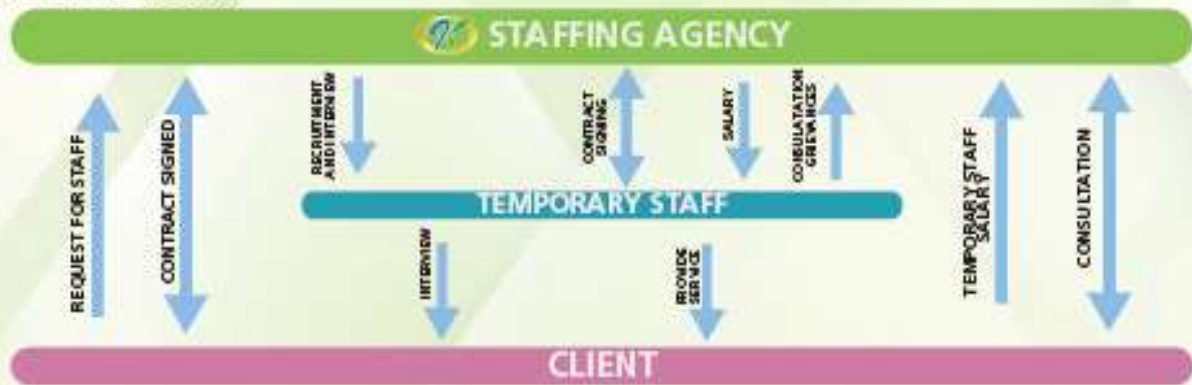 STAFFING AGENCY
REQUEST FOR STAFF
CONTRACT SIGNED
RECRUITMENT
AND INTERVIEW
CONTRACT
SIGNING
SALARY
CONSULATATION
GRIEVANCES
TEMPORARY STAFF
SALARY
CONSULTATION
TEMPORARY STAFF
INTERVIEW
PROVIDE
SERVICE
CLIENT